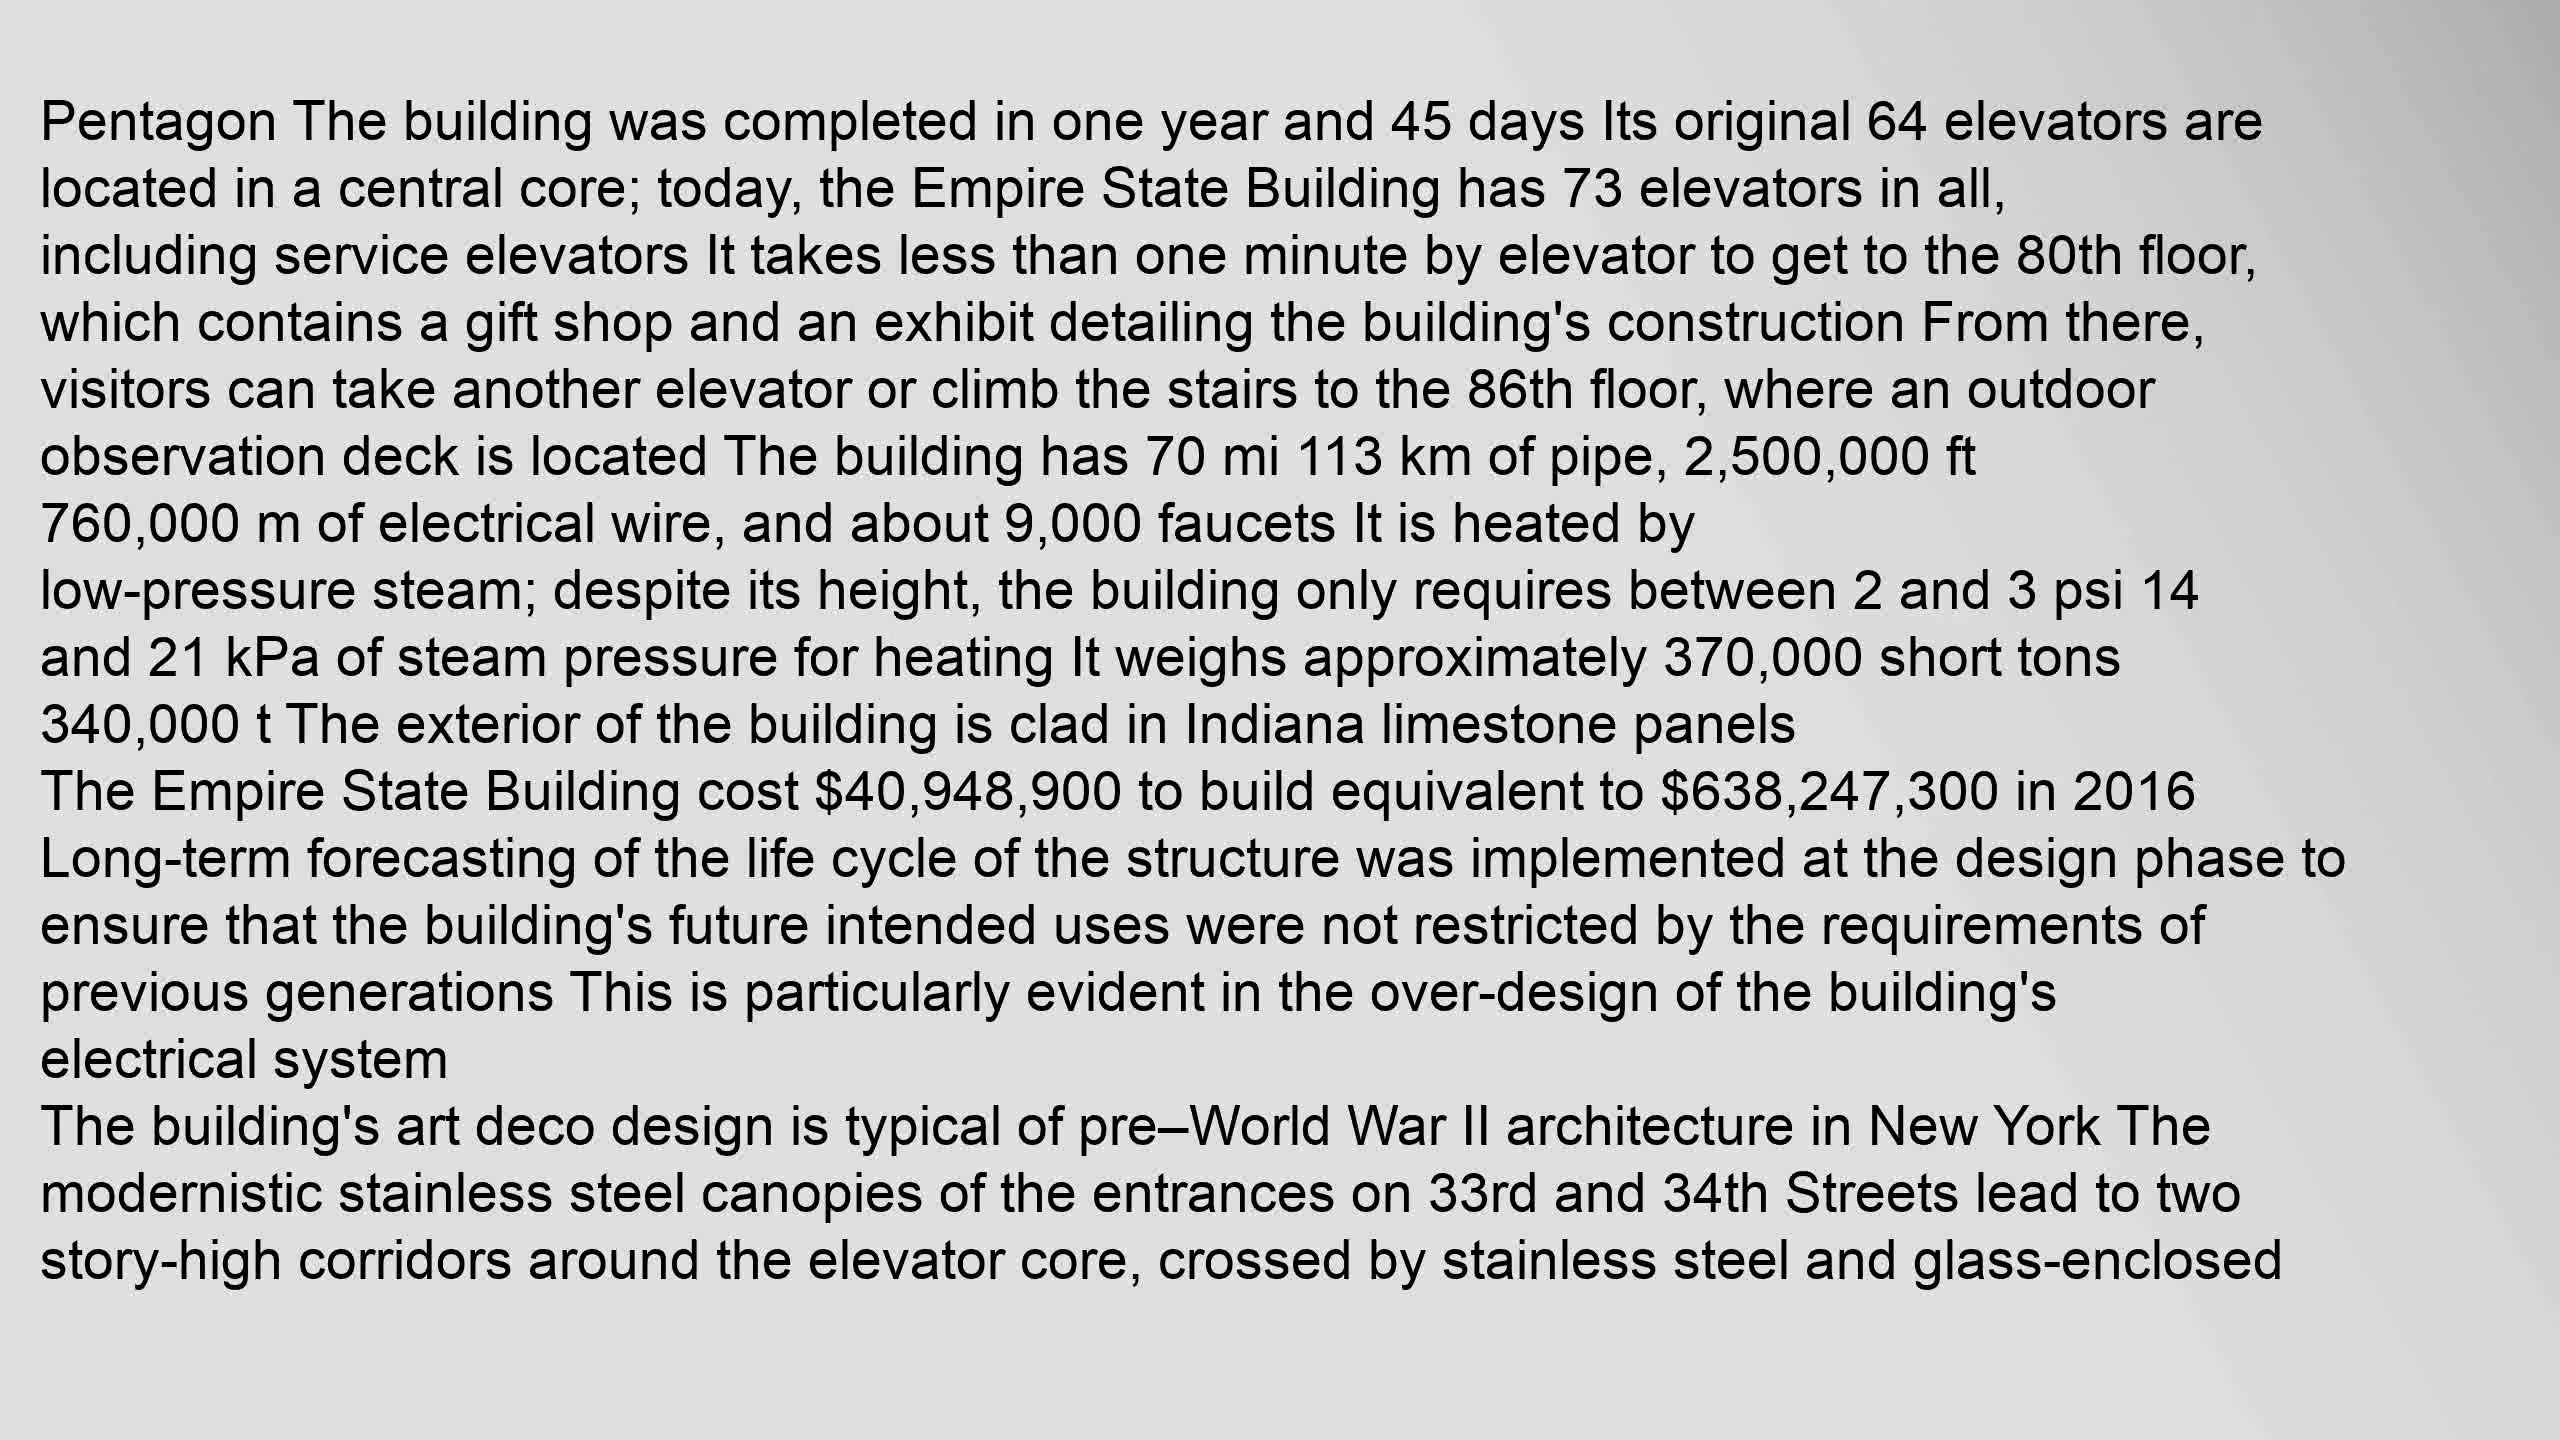 Pentagon The building was completed in one year and 45 days Its original 64 elevators are
located in a central core; today, the Empire State Building has 73 elevators in all,
including service elevators It takes less than one minute by elevator to get to the 80th floor,
which contains a gift shop and an exhibit detailing the building's construction From there,
visitors can take another elevator or climb the stairs to the 86th floor, where an outdoor
observation deck is located The building has 70 mi 113 km of pipe, 2,500,000 ft
760,000 m of electrical wire, and about 9,000 faucets It is heated by
low-pressure steam; despite its height, the building only requires between 2 and 3 psi 14
and 21 kPa of steam pressure for heating It weighs approximately 370,000 short tons
340,000 t The exterior of the building is clad in Indiana limestone panels
The Empire State Building cost $40,948,900 to build equivalent to $638,247,300 in 2016
Long-term forecasting of the life cycle of the structure was implemented at the design phase to
ensure that the building's future intended uses were not restricted by the requirements of
previous generations This is particularly evident in the over-design of the building's
electrical system
The building's art deco design is typical of pre–World War II architecture in New York The
modernistic stainless steel canopies of the entrances on 33rd and 34th Streets lead to two
story-high corridors around the elevator core, crossed by stainless steel and glass-enclosed